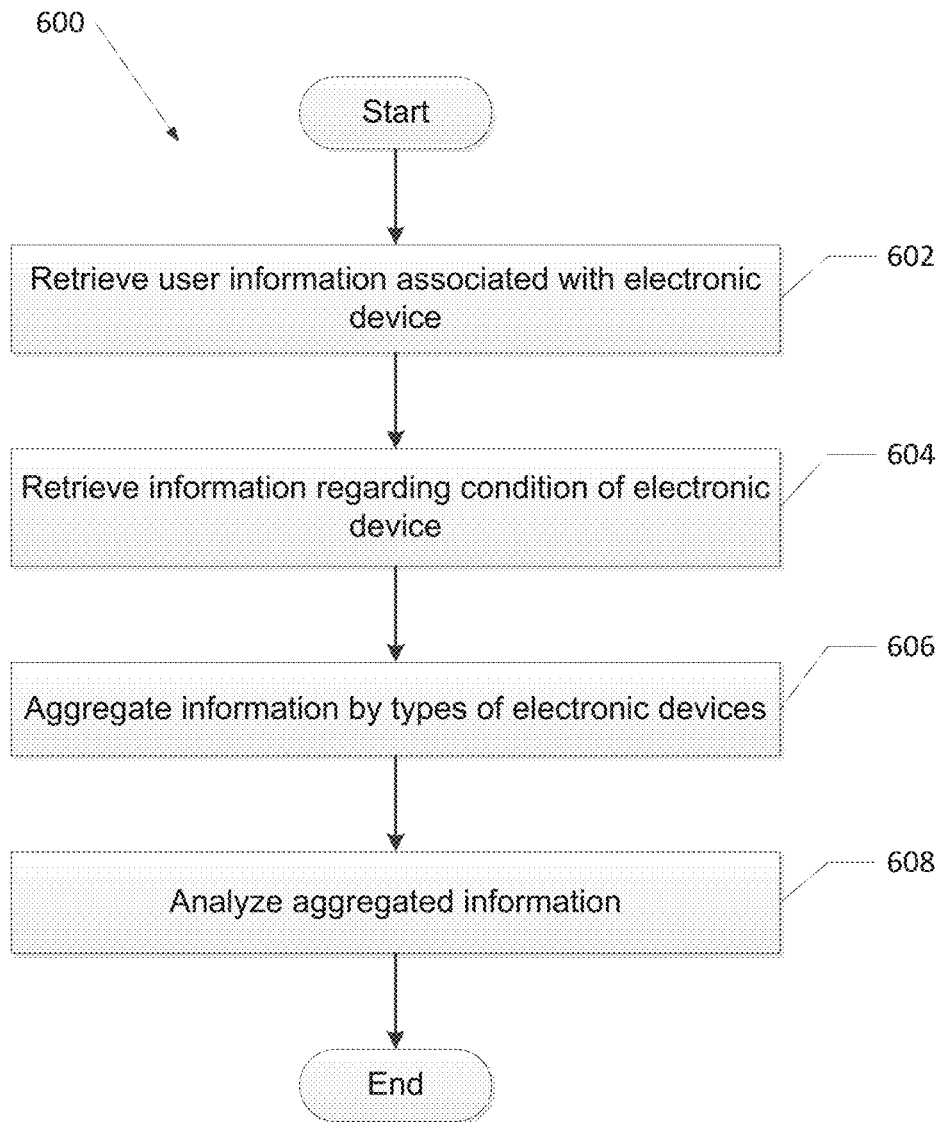 600
Start
Retrieve user information associated with electronic
device
602
Retrieve information regarding condition of electronic
device
604
Aggregate information by types of electronic devices
606
Analyze aggregated information
608
End